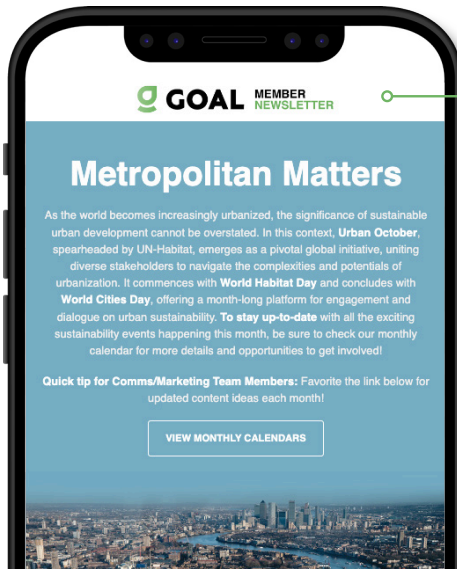 GOAL MEMBER
NEWSLETTER
Metropolitan Matters
As the world becomes increasingly urbanized, the significance of sustainable
urban development cannot be overstated. In this context, Urban October,
spearheaded by UN-Habitat, emerges as a pivotal global initiative, uniting
diverse stakeholders to navigate the complexities and potentials of
urbanization. It commences with World Habitat Day and concludes with
World Cities Day, offering a month-long platform for engagement and
dialogue on urban sustainability. To stay up-to-date with all the exciting
sustainability events happening this month, be sure to check our monthly
calendar for more details and opportunities to get involved!
Quick tip for Comms/Marketing Team Members: Favorite the link below for
updated content ideas each month!
VIEW MONTHLY CALENDARS